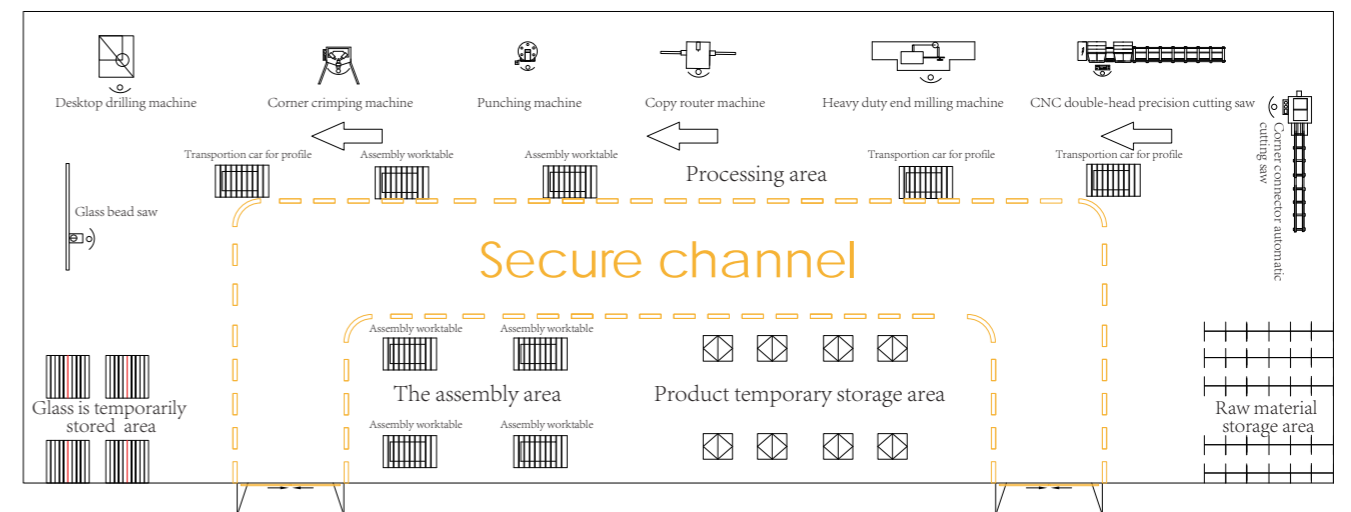 Desktop drilling machine
Corner crimping machine
Punching machine
Copy router machine
Heavy duty end milling machine
CNC double-head precision cutting saw
Corner connector automatic
cutting saw
Transportion car for profile
Assembly worktable
Assembly worktable
Processing area
Transportion car for profile
Transportion car for profile
Glass bead saw
Secure channel
Assembly worktable
Assembly worktable
The assembly area
Product temporary storage area
Glass is temporarily
stored area
Raw material
storage area
Assembly worktable
Assembly worktable